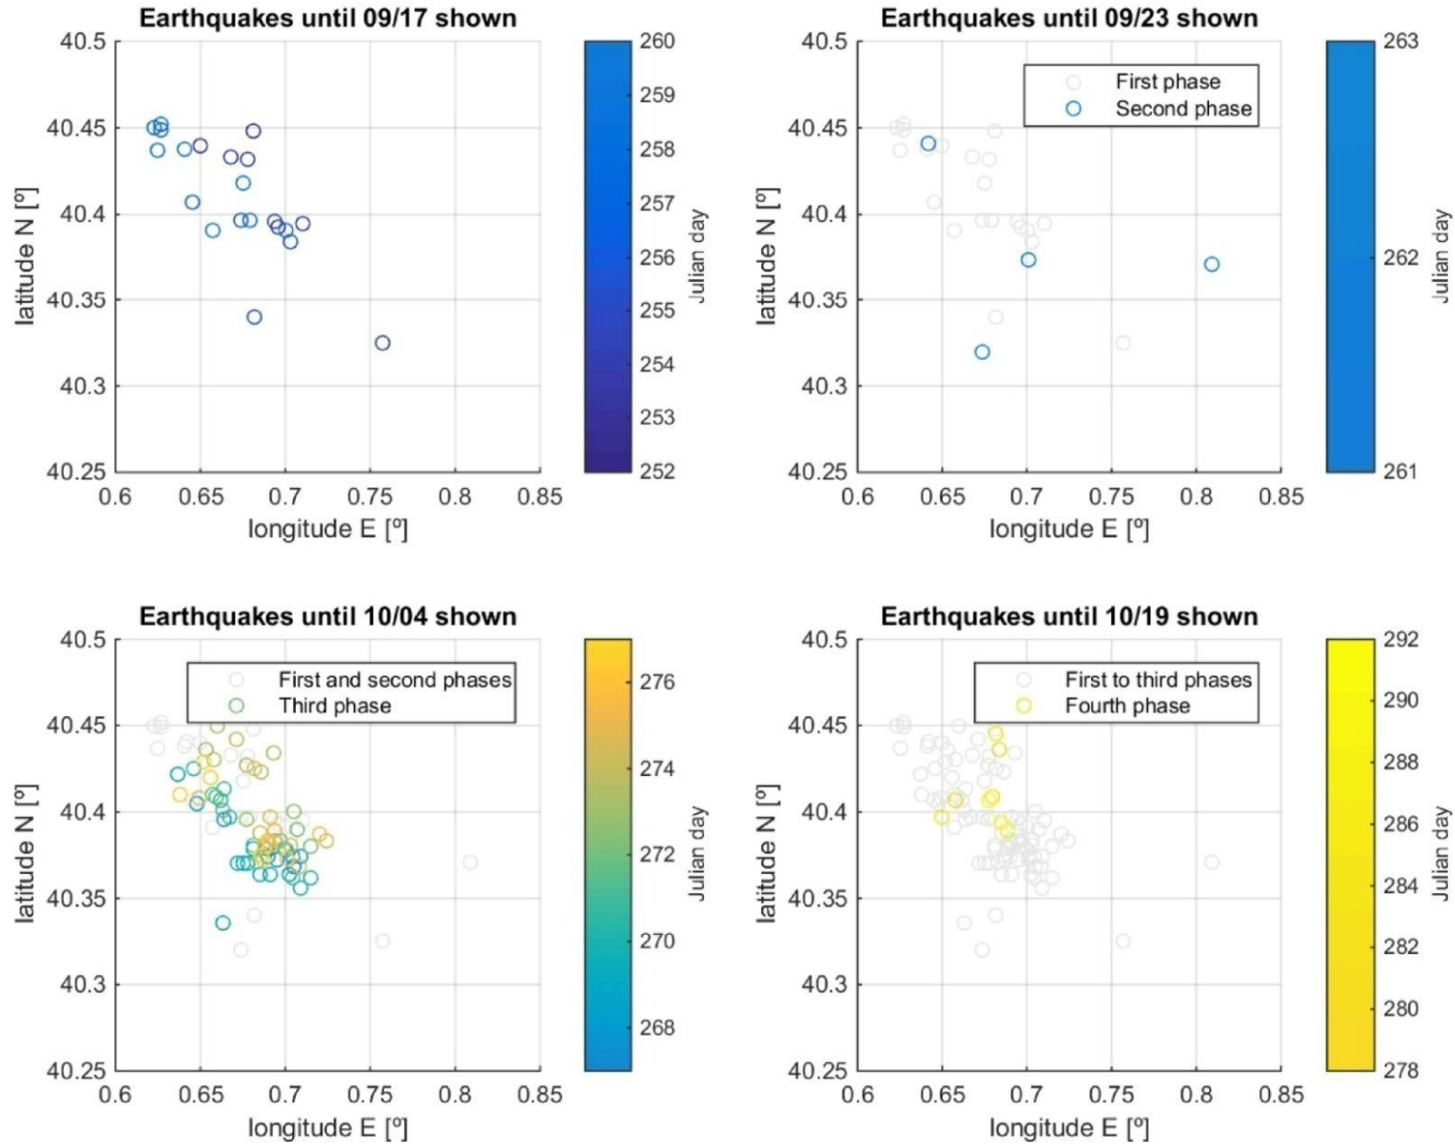 Earthquakes until 09/17 shown
40.5
40.45
40.4
40.35
40.3
40.25
latitude N [º]
0.6 0.65 0.7 0.75 0.8 0.85
longitude E [º]
260
259
258
257
256
255
254
253
252
Julian day
Earthquakes until 09/23 shown
First phase
Second phase
40.5
40.45
40.4
40.35
40.3
40.25
latitude N [º]
0.6 0.65 0.7 0.75 0.8 0.85
longitude E [º]
263
262
261
Julian day
Earthquakes until 10/04 shown
First and second phases
Third phase
40.5
40.45
40.4
40.35
40.3
40.25
latitude N [º]
0.6 0.65 0.7 0.75 0.8 0.85
longitude E [º]
276
274
272
270
268
Julian day
Earthquakes until 10/19 shown
First to third phases
Fourth phase
40.5
40.45
40.4
40.35
40.3
40.25
latitude N [º]
0.6 0.65 0.7 0.75 0.8 0.85
longitude E [º]
292
290
288
286
284
282
280
278
Julian day